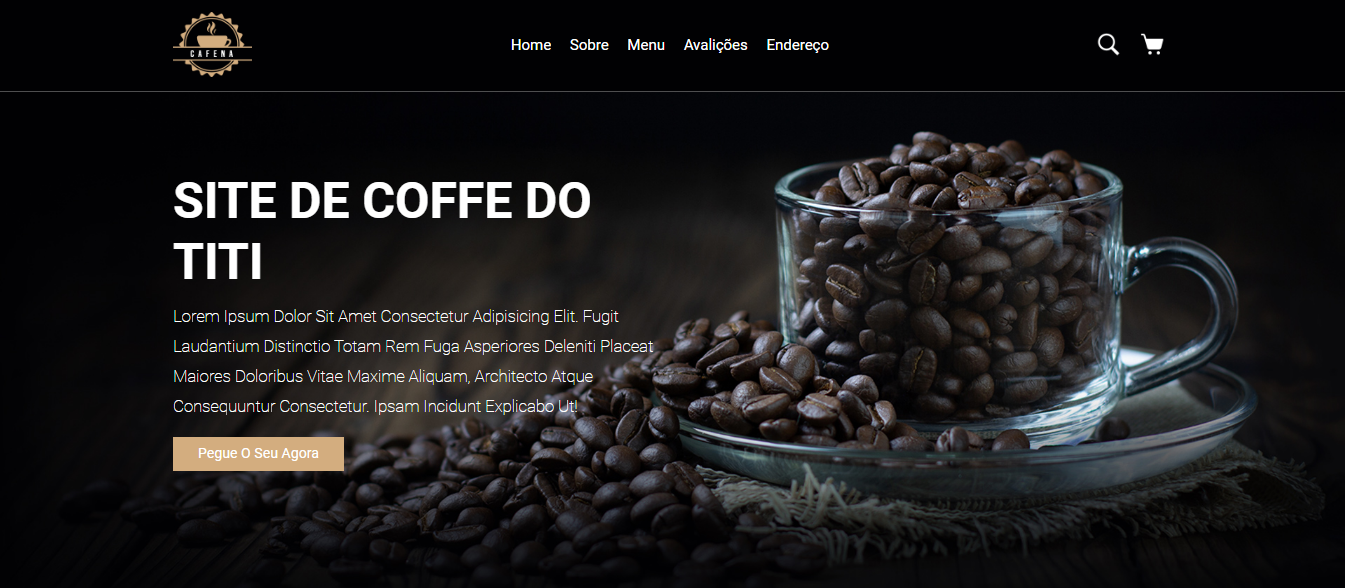 CAFENA
Home Sobre Menu Avalições Endereço
SITE DE COFFE DO
TITI
Lorem Ipsum Dolor Sit Amet Consectetur Adipisicing Elit. Fugit
Laudantium Distinctio Totam Rem Fuga Asperiores Deleniti Placeat
Maiores Doloribus Vitae Maxime Aliquam, Architecto Atque
Consequuntur Consectetur. Ipsam Incidunt Explicabo Ut!
Pegue O Seu Agora